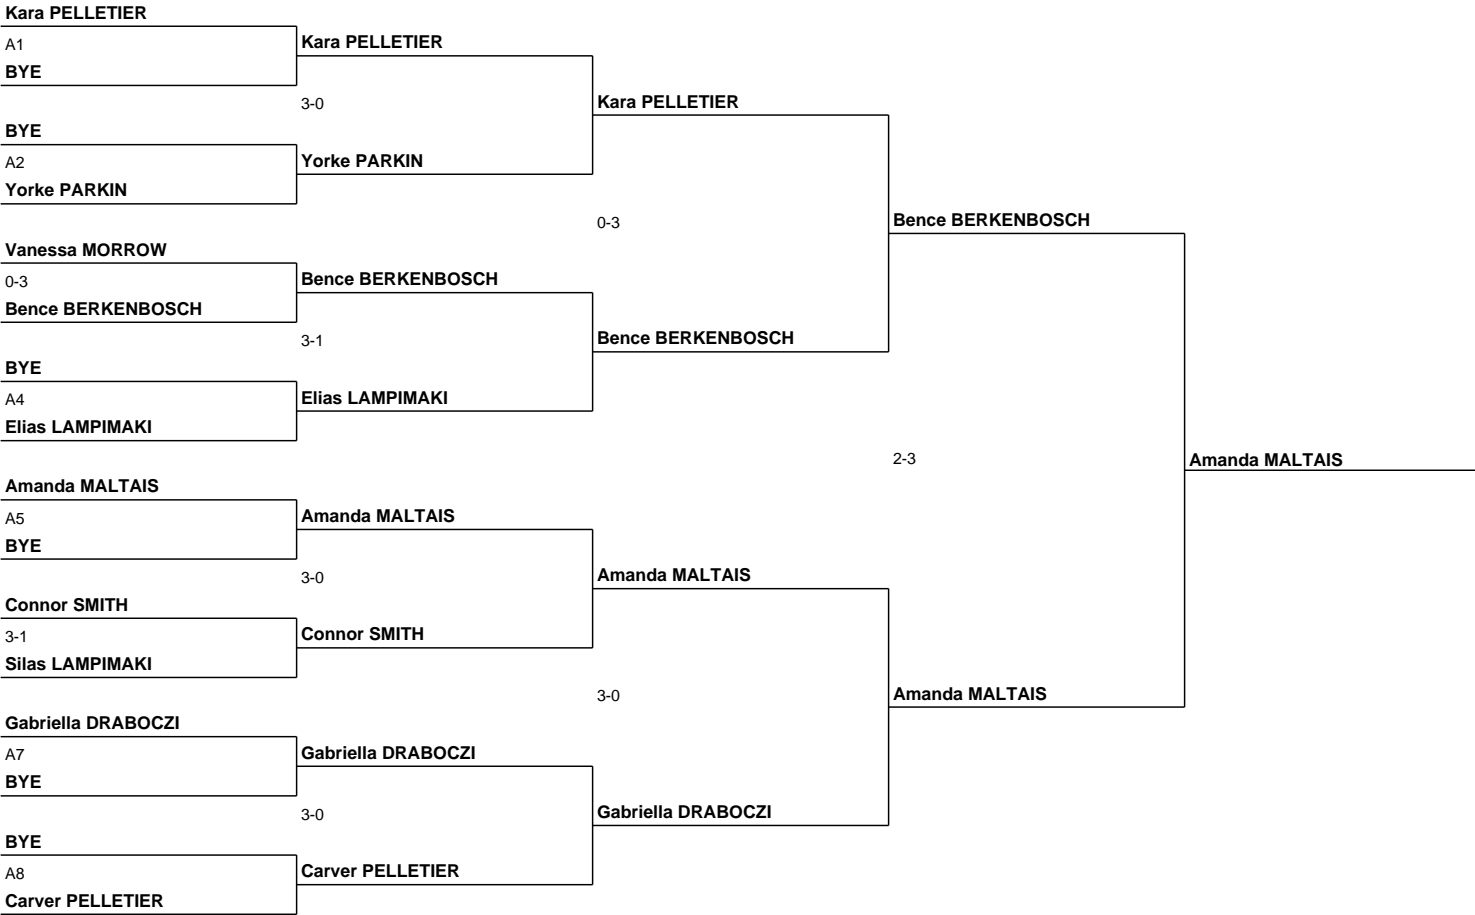 Kara PELLETIER
A1
BYE
BYE
A2
Yorke PARKIN
Vanessa MORROW
0-3
Bence BERKENBOSCH
BYE
A4
Elias LAMPIMAKI
Amanda MALTAIS
A5
BYE
Connor SMITH
3-1
Silas LAMPIMAKI
Gabriella DRABOCZI
A7
BYE
BYE
A8
Carver PELLETIER
Kara PELLETIER
3-0
Yorke PARKIN
Bence BERKENBOSCH
3-1
Elias LAMPIMAKI
Amanda MALTAIS
3-0
Connor SMITH
Gabriella DRABOCZI
3-0
Carver PELLETIER
Kara PELLETIER
0-3
Bence BERKENBOSCH
Amanda MALTAIS
3-0
Gabriella DRABOCZI
Bence BERKENBOSCH
2-3
Amanda MALTAIS
Amanda MALTAIS